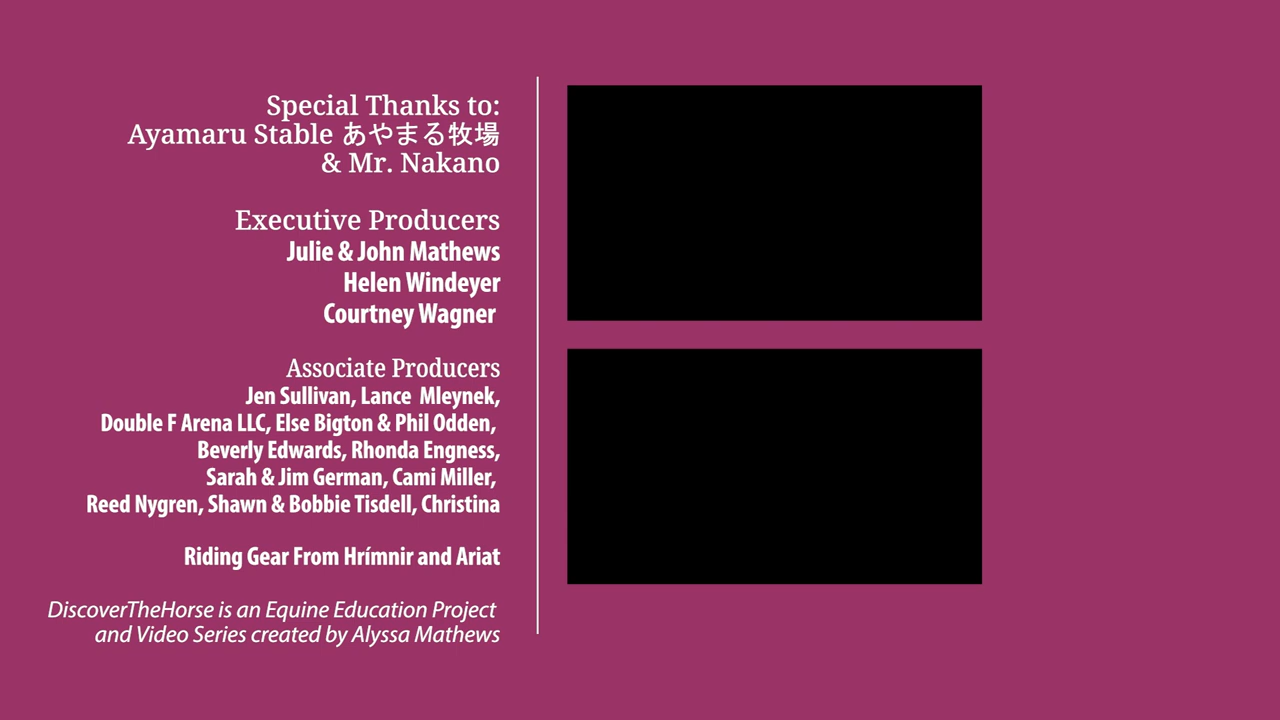 Special Thanks to:
Ayamaru Stable あやまる牧場
& Mr. Nakano
Executive Producers
Julie & John Mathews
Helen Windeyer
Courtney Wagner
Associate Producers
Jen Sullivan, Lance Mleynek,
Double F Arena LLC, Else Bigton & Phil Odden,
Beverly Edwards, Rhonda Engness,
Sarah & Jim German, Cami Miller,
Reed Nygren, Shawn & Bobbie Tisdell, Christina
Riding Gear From Hrímnir and Ariat
DiscoverTheHorse is an Equine Education Project
and Video Series created by Alyssa Mathews